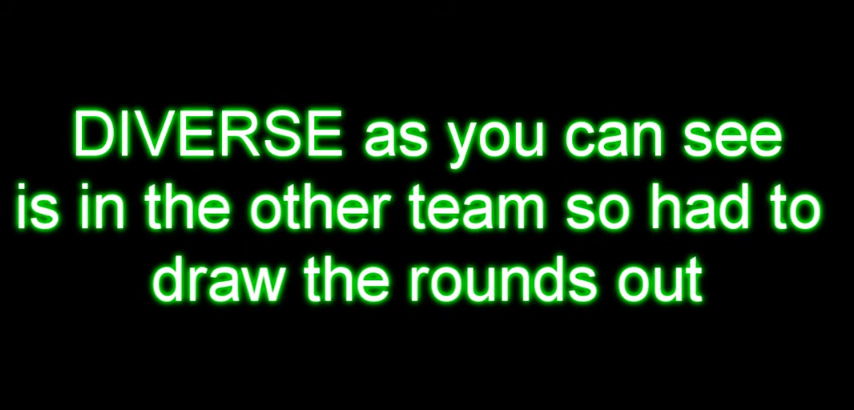 DIVERSE as you can see
is in the other team so had to
draw the rounds out